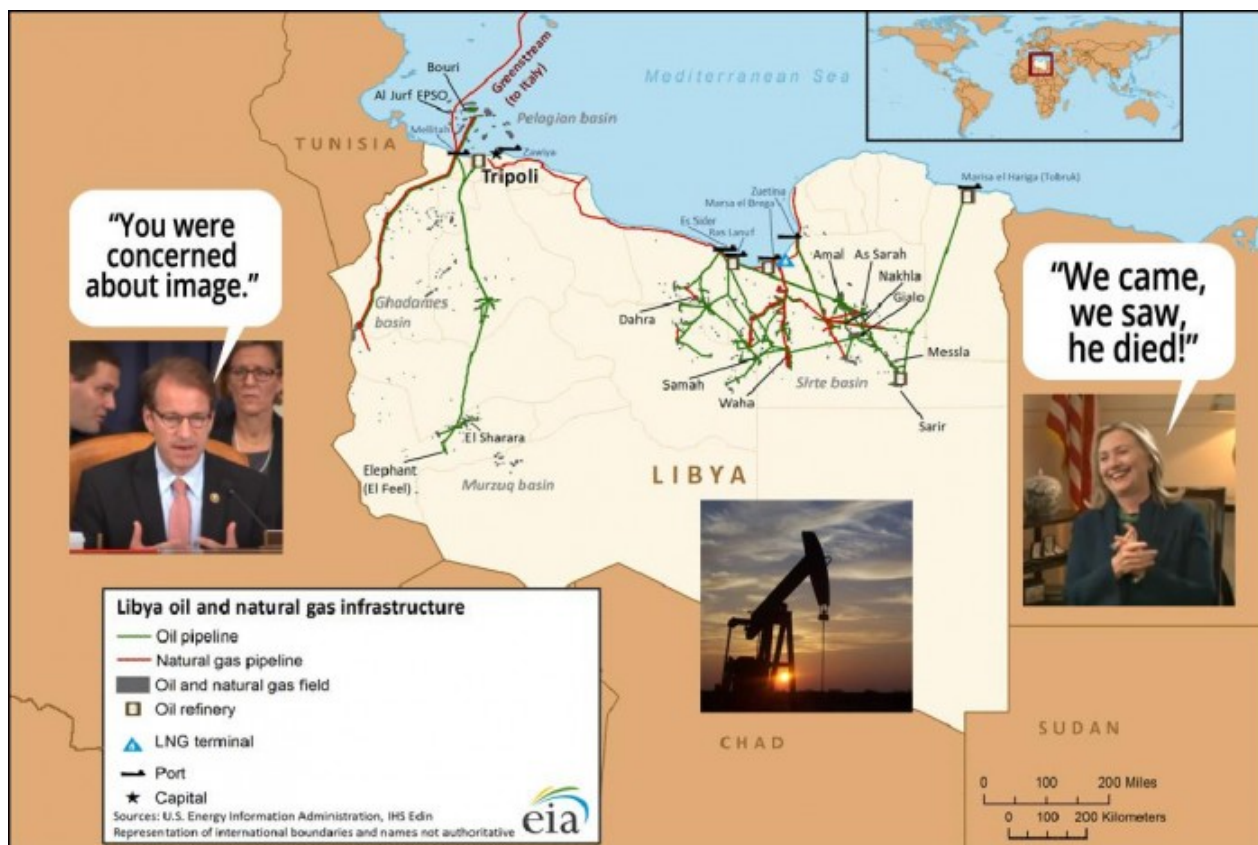 Mediterranean Sea
Bouri
Greenstream
(to Italy)
Al Jurf FPSO
Pelagian basin
Mellitah
TUNISIA
Zawiya
Tripoli
Marisa el Hariga (Tobruk)
Zuetina
Marsa el Brega
Es Sider
Ras Lanuf
“You were
concerned
about image.”
“We came,
we saw,
he died!”
Amal
As Sarah
Nakhla
Gialo
Ghadames
basin
Dahra
Messla
Samah
Sirte basin
Waha
Sarir
El Sharara
Elephant
(El Feel)
Murzuq basin
LIBYA
Libya oil and natural gas infrastructure
Oil pipeline
Natural gas pipeline
Oil and natural gas field
Oil refinery
LNG terminal
Port
Capital
Sources: U.S. Energy Information Administration, IHS Edin
Representation of international boundaries and names not authoritative
eia
CHAD
SUDAN
0 100 200 Miles
0 100 200 Kilometers